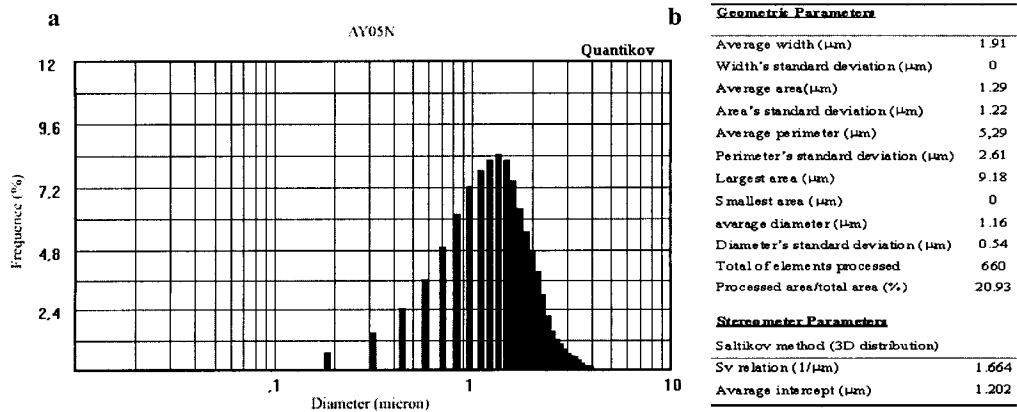 a
AY05N
Quantikov
12
9.6
7.2
4.8
2,4
Frequence (%)
,1
1
10
Diameter (micron)
b
Geometric Parameters
Average width (μm) 1.91
Width's standard deviation (μm) 0
Average area(μm) 1.29
Area's standard deviation (μm) 1.22
Average perimeter (μm) 5,29
Perimeter's standard deviation (μm) 2.61
Largest area (μm) 9.18
Smallest area (μm) 0
avarage diameter (μm) 1.16
Diameter's standard deviation (μm) 0.54
Total of elements processed 660
Processed area/total area (%) 20.93
Stereometer Parameters
Saltikov method (3D distribution)
Sv relation (1/μm) 1.664
Avarage intercept (μm) 1.202